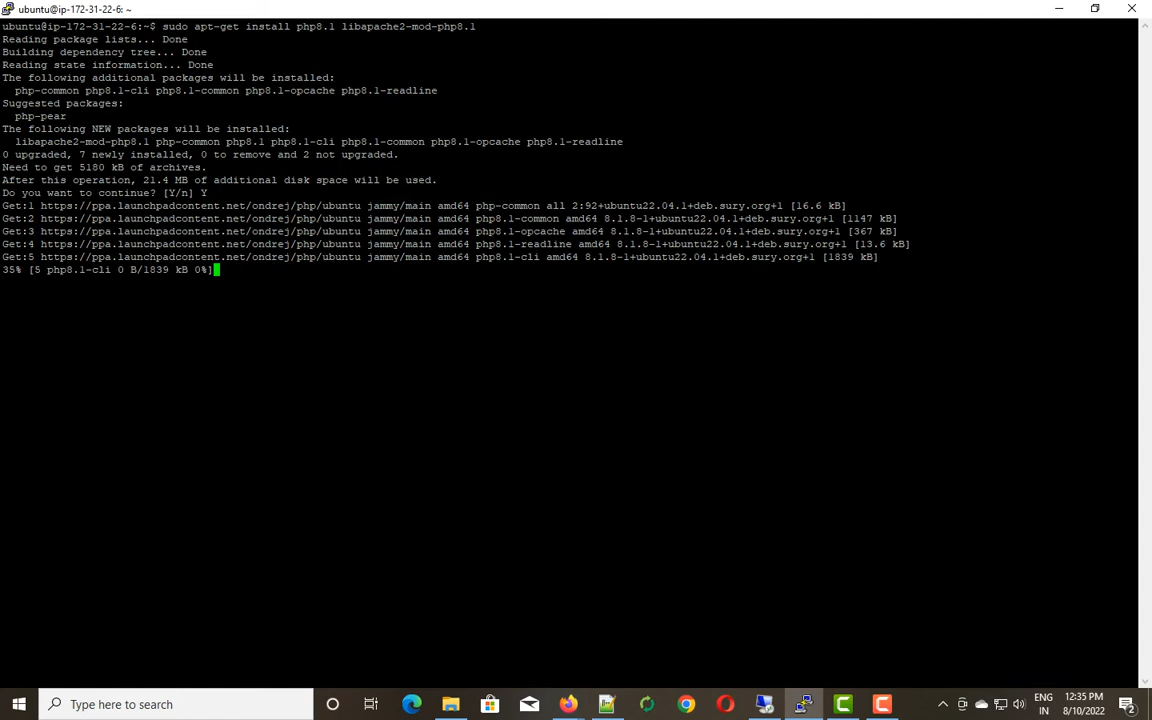 ubuntu@ip-172-31-22-6: ~
ubuntu@ip-172-31-22-6:~$ sudo apt-get install php8.1 libapache2-mod-php8.1
Reading package lists... Done
Building dependency tree... Done
Reading state information... Done
The following additional packages will be installed:
php-common php8.1-cli php8.1-common php8.1-opcache php8.1-readline
Suggested packages:
php-pear
The following NEW packages will be installed:
libapache2-mod-php8.1 php-common php8.1 php8.1-cli php8.1-common php8.1-opcache php8.1-readline
0 upgraded, 7 newly installed, 0 to remove and 2 not upgraded.
Need to get 5180 kB of archives.
After this operation, 21.4 MB of additional disk space will be used.
Do you want to continue? [Y/n] Y
Get:1 https://ppa.launchpadcontent.net/ondrej/php/ubuntu jammy/main amd64 php-common all 2:92+ubuntu22.04.1+deb.sury.org+1 [16.6 kB]
Get:2 https://ppa.launchpadcontent.net/ondrej/php/ubuntu jammy/main amd64 php8.1-common amd64 8.1.8-1+ubuntu22.04.1+deb.sury.org+1 [1147 kB]
Get:3 https://ppa.launchpadcontent.net/ondrej/php/ubuntu jammy/main amd64 php8.1-opcache amd64 8.1.8-1+ubuntu22.04.1+deb.sury.org+1 [367 kB]
Get:4 https://ppa.launchpadcontent.net/ondrej/php/ubuntu jammy/main amd64 php8.1-readline amd64 8.1.8-1+ubuntu22.04.1+deb.sury.org+1 [13.6 kB]
Get:5 https://ppa.launchpadcontent.net/ondrej/php/ubuntu jammy/main amd64 php8.1-cli amd64 8.1.8-1+ubuntu22.04.1+deb.sury.org+1 [1839 kB]
35% [5 php8.1-cli 0 B/1839 kB 0%]
Type here to search
ENG
IN
12:35 PM
8/10/2022
2